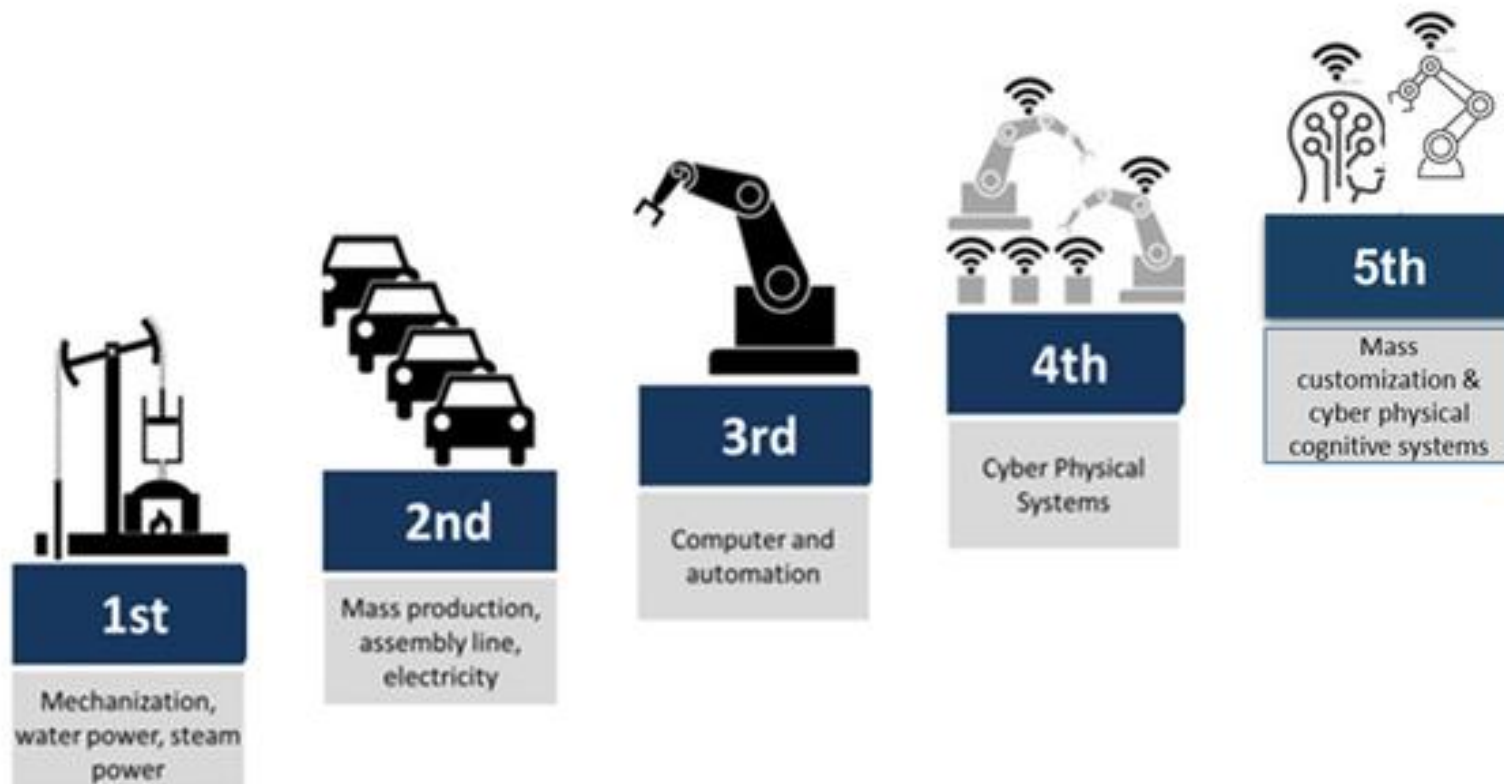 1st
Mechanization,
water power, steam
power
2nd
Mass production,
assembly line,
electricity
3rd
Computer and
automation
4th
Cyber Physical
Systems
5th
Mass
customization &
cyber physical
cognitive systems